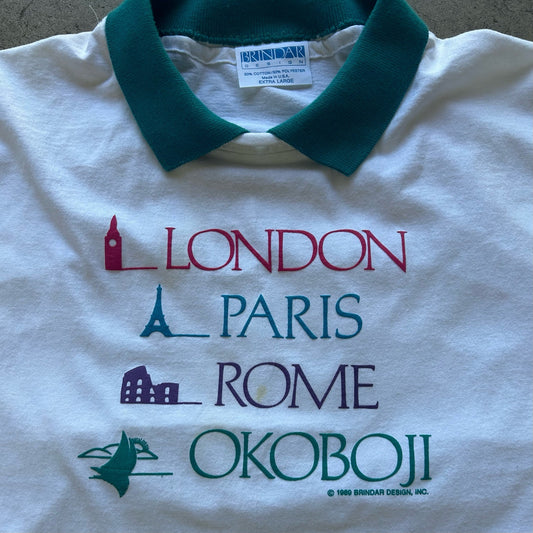 BRINDAR
DESIGN
50% COTTON/50% POLYESTER
Made in U.S.A.
EXTRA LARGE
LONDON
PARIS
ROME
OKOBOJI
© 1989 BRINDAR DESIGN, INC.